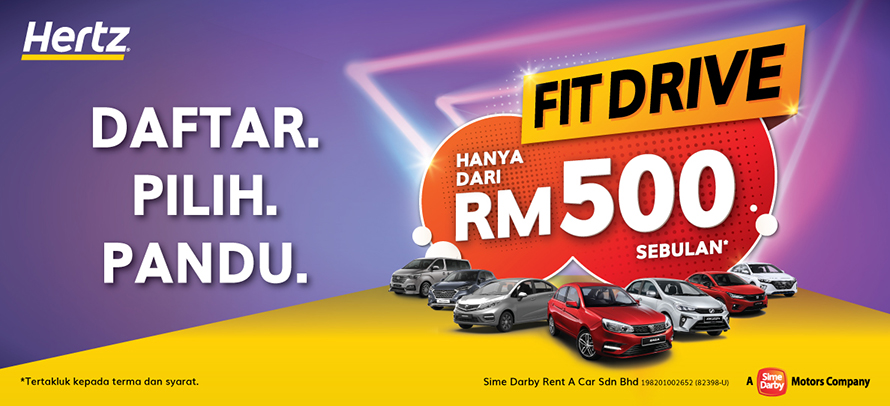 Hertz
DAFTAR.
PILIH.
PANDU.
FIT DRIVE
HANYA
DARI
RM500
SEBULAN*
*Tertakluk kepada terma dan syarat.
Sime Darby Rent A Car Sdn Bhd 198201002652 (82398-U)
A Sime Darby Motors Company